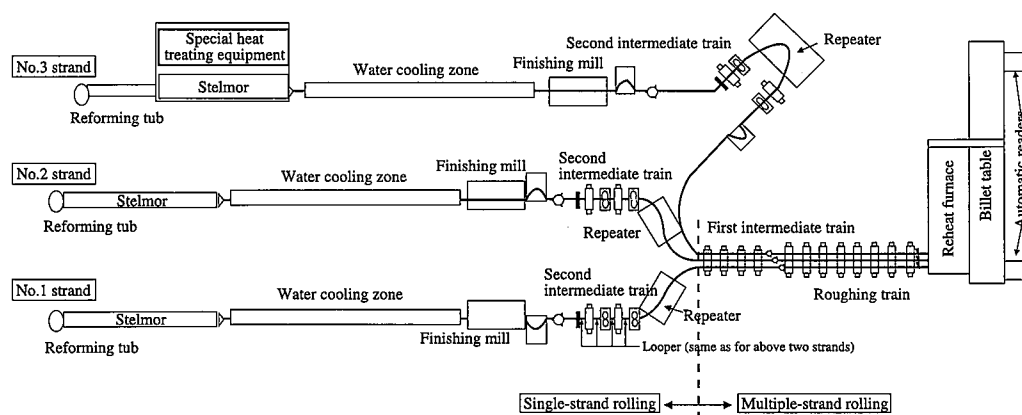 Special heat
treating equipment
Second intermediate train
Repeater
No.3 strand
Water cooling zone
Finishing mill
Stelmor
Reforming tub
Automatic readers
Billet table
Reheat furnace
No.2 strand
Water cooling zone
Finishing mill
Second
intermediate train
Stelmor
Reforming tub
Repeater
First intermediate train
Roughing train
No.1 strand
Water cooling zone
Second
intermediate train
Stelmor
Reforming tub
Finishing mill
Repeater
Looper (same as for above two strands)
Single-strand rolling
Multiple-strand rolling